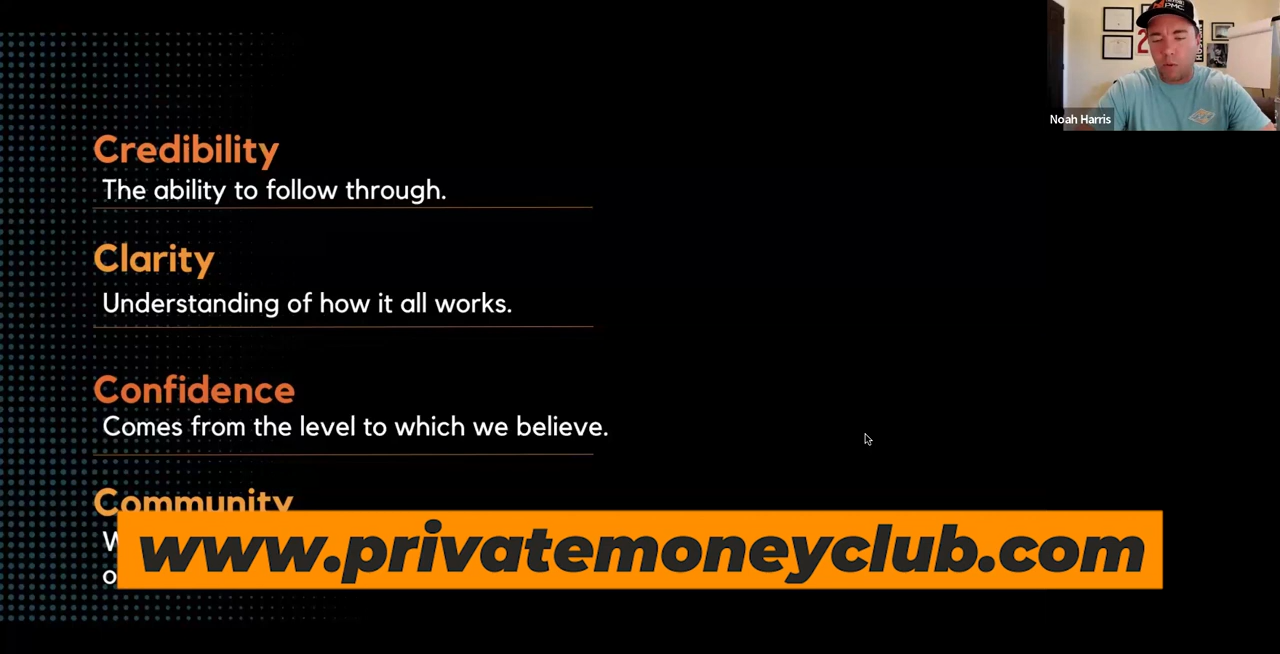 PMC
Noah Harris
Credibility
The ability to follow through.
Clarity
Understanding of how it all works.
Confidence
Comes from the level to which we believe.
Community
www.privatemoneyclub.com